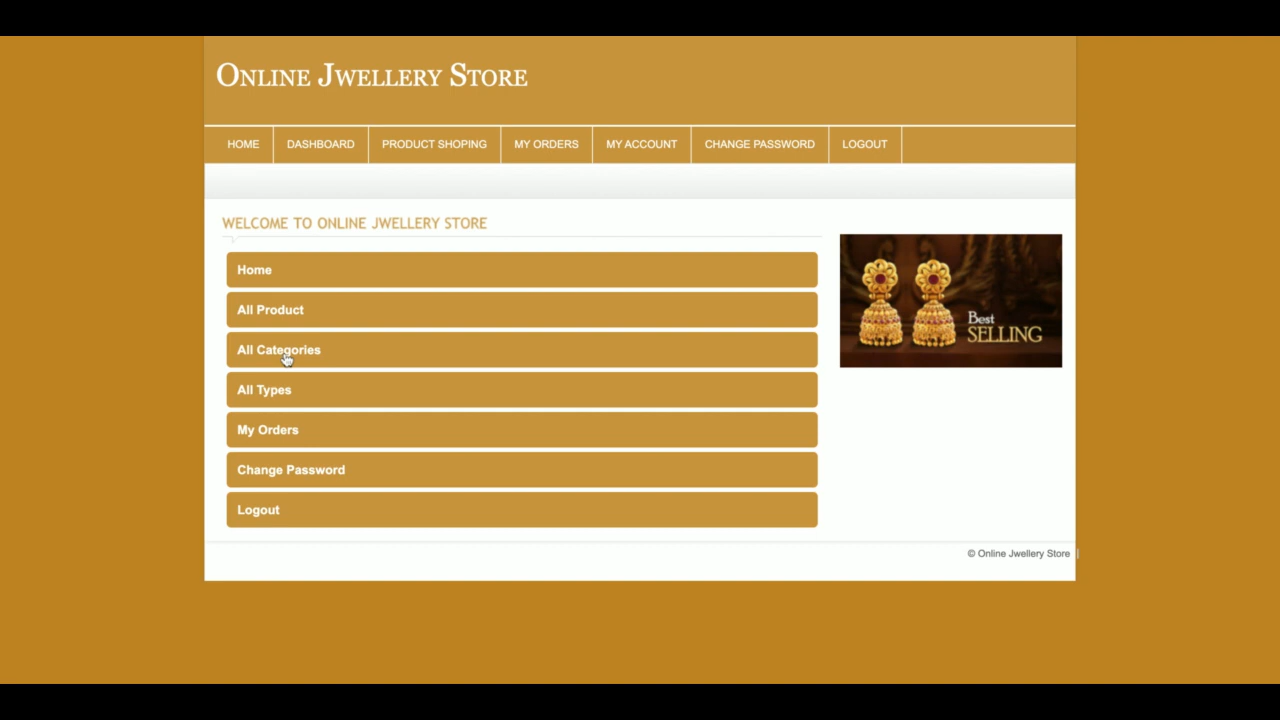 Online Jwellery Store
HOME
DASHBOARD
PRODUCT SHOPING
MY ORDERS
MY ACCOUNT
CHANGE PASSWORD
LOGOUT
WELCOME TO ONLINE JWELLERY STORE
Home
All Product
All Categories
All Types
My Orders
Change Password
Logout
Best
SELLING
© Online Jwellery Store |